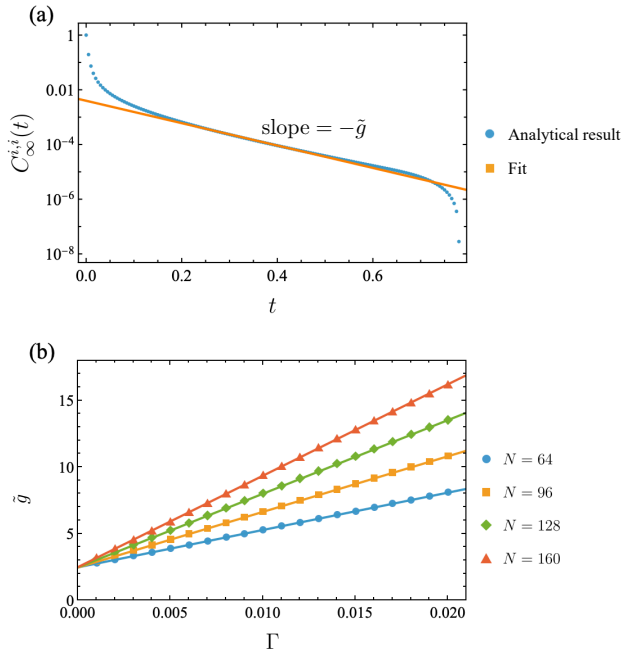 (a)
1
0.01
10⁻⁴
10⁻⁶
10⁻⁸
C_∞^{i,i}(t)
slope = −g̃
0.0 0.2 0.4 0.6
t
Analytical result
Fit
(b)
15
10
5
0
g̃
0.000 0.005 0.010 0.015 0.020
Γ
N = 64
N = 96
N = 128
N = 160